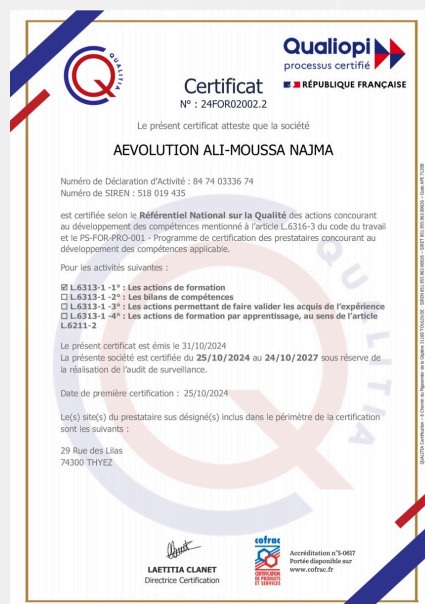 Qualiopi
processus certifié
RÉPUBLIQUE FRANÇAISE
QUALITIA
Certificat
N° : 24FOR02002.2
Le présent certificat atteste que la société
AEVOLUTION ALI-MOUSSA NAJMA
Numéro de Déclaration d'Activité : 84 74 03336 74
Numéro de SIREN : 518 019 435
est certifiée selon le Référentiel National sur la Qualité des actions concourant
au développement des compétences mentionné à l'article L.6316-3 du code du travail
et le PS-FOR-PRO-001 - Programme de certification des prestataires concourant au
développement des compétences applicable.
Pour les activités suivantes :
☑ L.6313-1 -1° : Les actions de formation
☐ L.6313-1 -2° : Les bilans de compétences
☐ L.6313-1 -3° : Les actions permettant de faire valider les acquis de l'expérience
☐ L.6313-1 -4° : Les actions de formation par apprentissage, au sens de l'article
L.6211-2
Le présent certificat est émis le 31/10/2024
La présente société est certifiée du 25/10/2024 au 24/10/2027 sous réserve de
la réalisation de l'audit de surveillance.
Date de première certification : 25/10/2024
Le(s) site(s) du prestataire sus désigné(s) inclus dans le périmètre de la certification
sont les suivants :
29 Rue des Lilas
74300 THYEZ
QUALITIA
LAETITIA CLANET
Directrice Certification
cofrac
CERTIFICATION
DE PRODUITS
ET SERVICES
Accréditation n°5-0617
Portée disponible sur
www.cofrac.fr
QUALITIA Certification